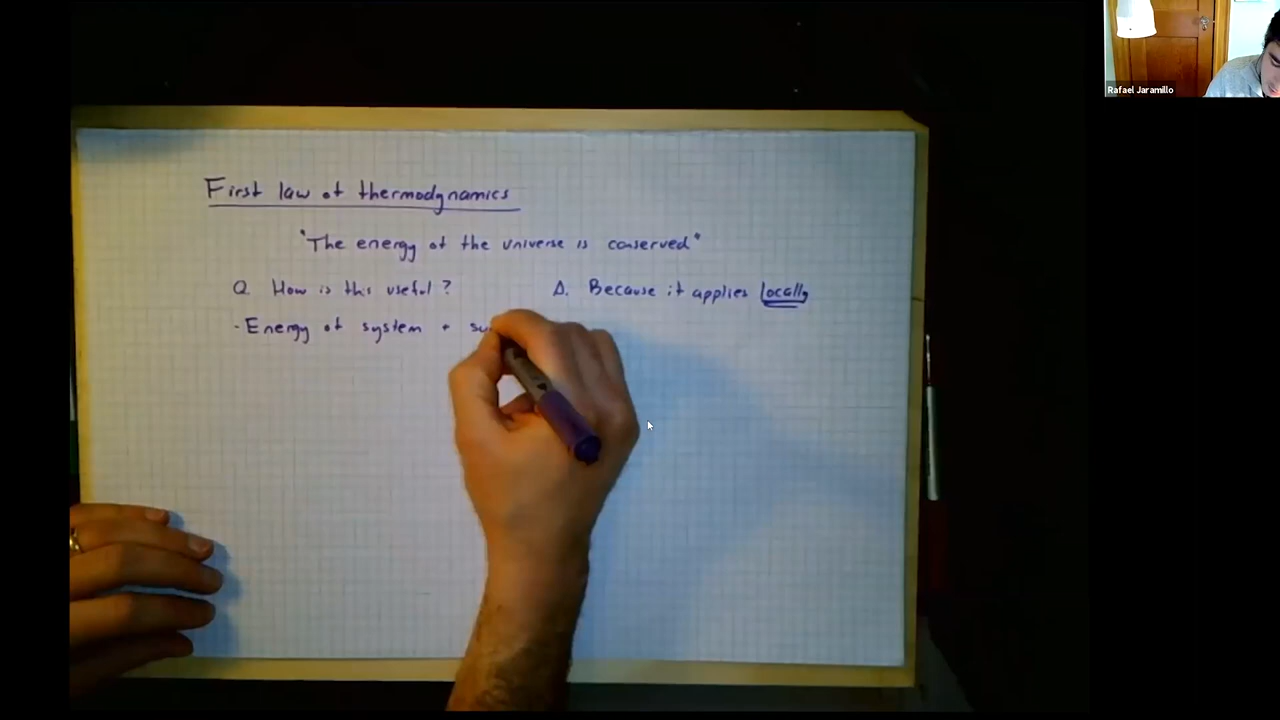 Rafael Jaramillo
First law of thermodynamics
"The energy of the universe is conserved"
Q. How is this useful? A. Because it applies locally
-Energy of system + su